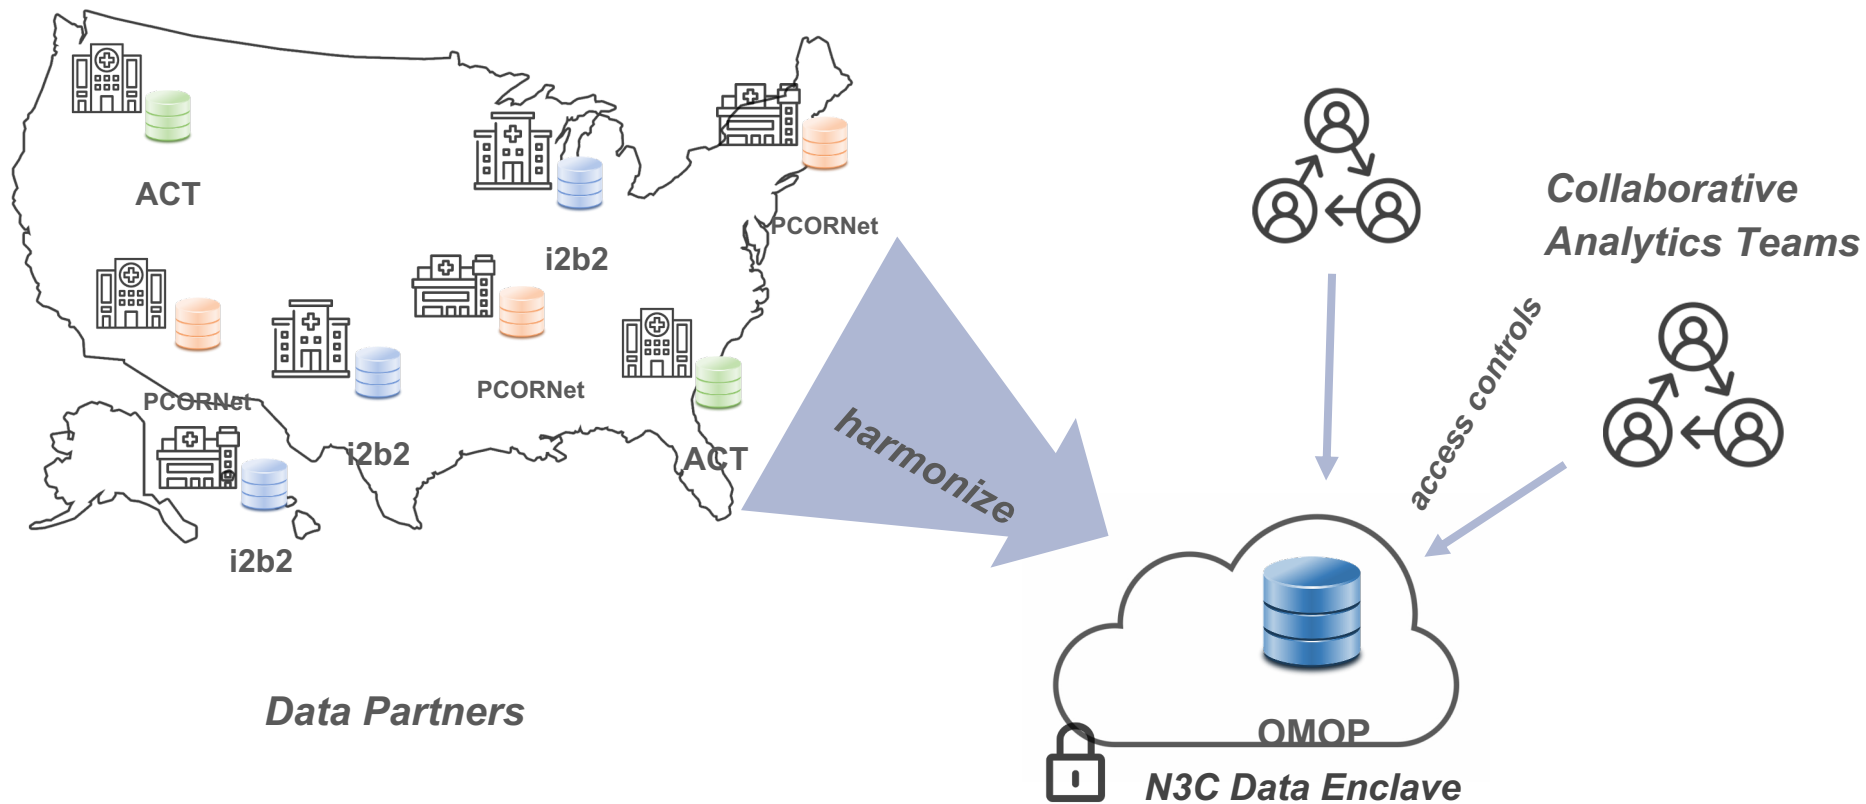 ACT
i2b2
PCORNet
PCORNet
i2b2
PCORNet
ACT
i2b2
Data Partners
harmonize
Collaborative
Analytics Teams
access controls
OMOP
N3C Data Enclave